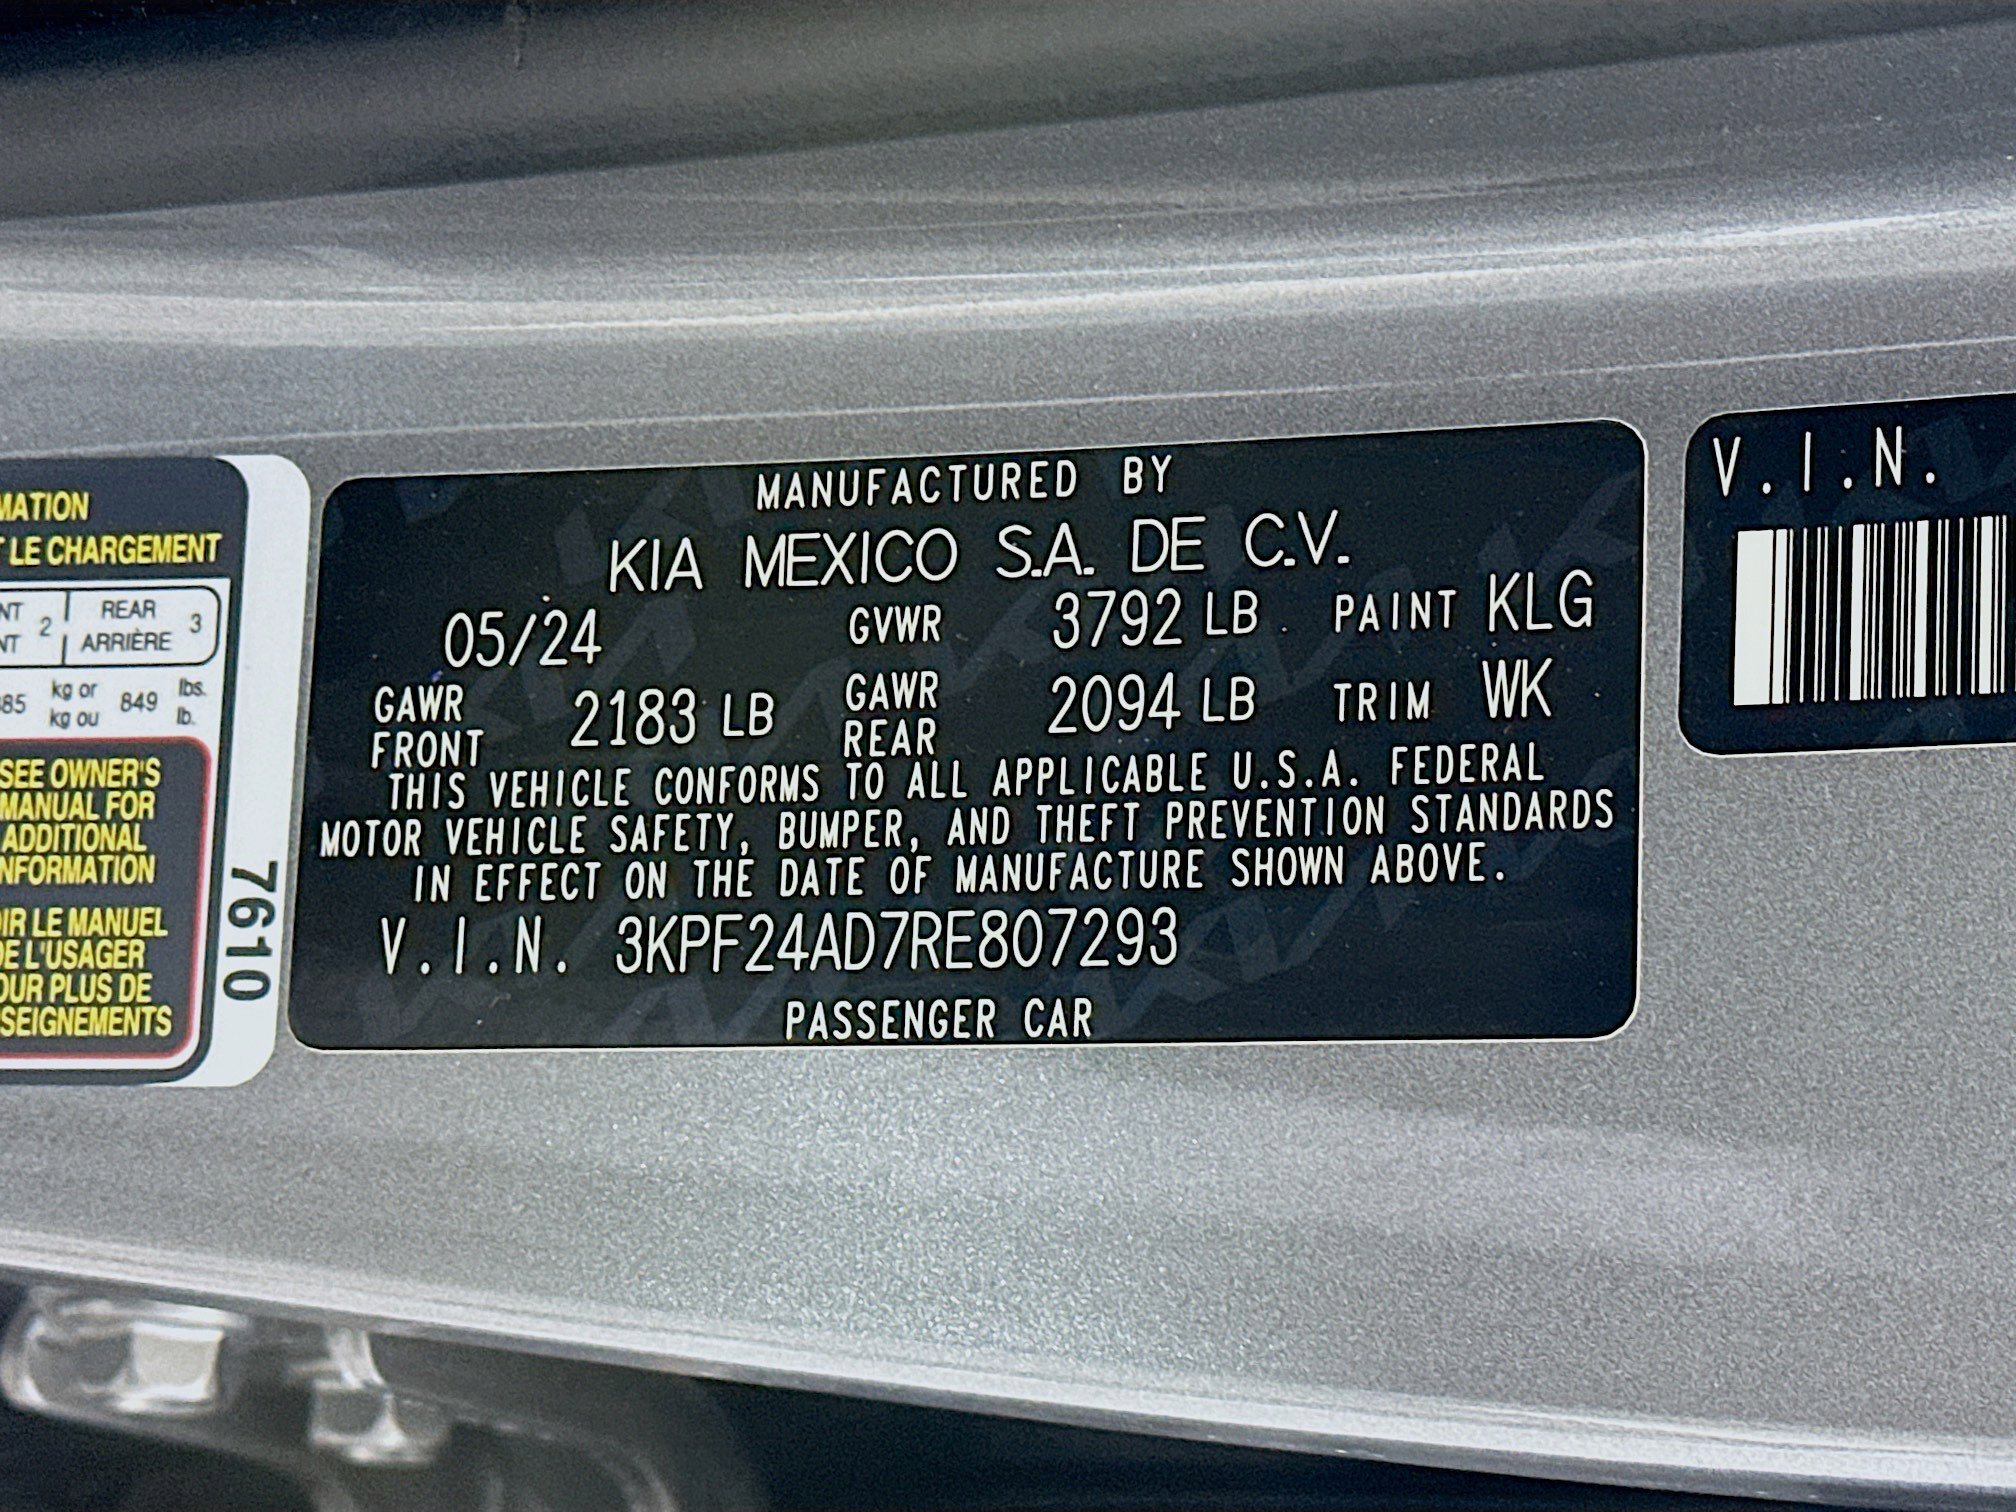 MATION
LE CHARGEMENT
NT 2 REAR 3
NT ARRIÈRE
385 kg or 849 lbs.
kg ou lb.
SEE OWNER'S
MANUAL FOR
ADDITIONAL
INFORMATION
LE MANUEL
DE L'USAGER
POUR PLUS DE
SEIGNEMENTS
7610
MANUFACTURED BY
KIA MEXICO S.A. DE C.V.
05/24 GVWR 3792 LB PAINT KLG
GAWR FRONT 2183 LB GAWR REAR 2094 LB TRIM WK
THIS VEHICLE CONFORMS TO ALL APPLICABLE U.S.A. FEDERAL
MOTOR VEHICLE SAFETY, BUMPER, AND THEFT PREVENTION STANDARDS
IN EFFECT ON THE DATE OF MANUFACTURE SHOWN ABOVE.
V.I.N. 3KPF24AD7RE807293
PASSENGER CAR
V.I.N.